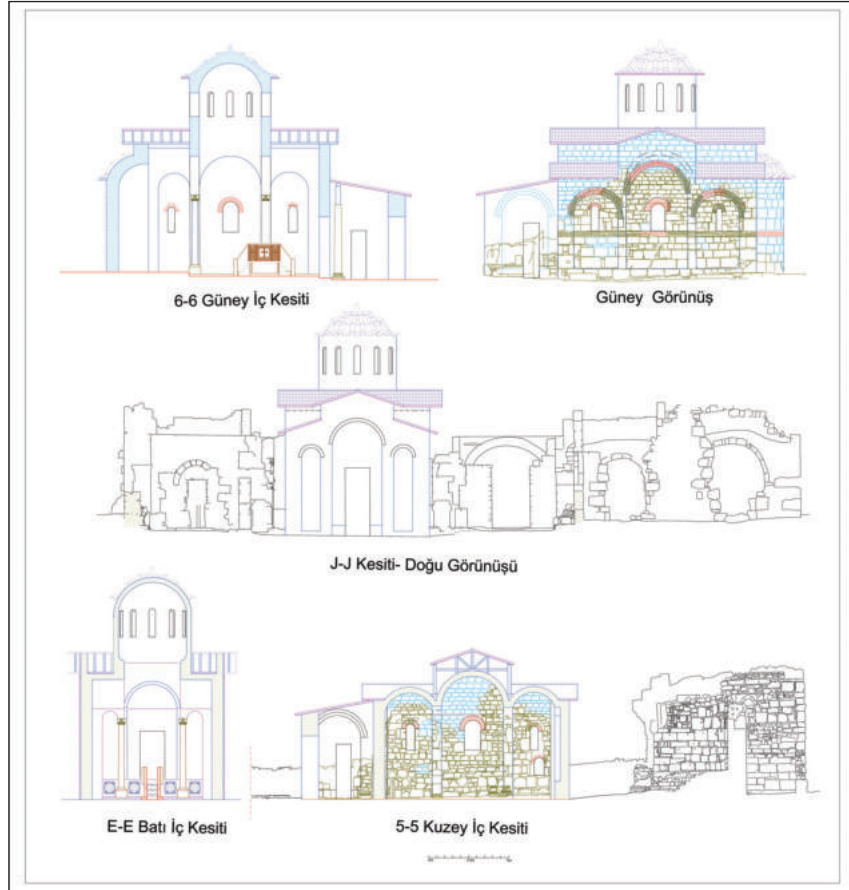 6-6 Güney İç Kesiti
Güney Görünüş
J-J Kesiti- Doğu Görünüşü
E-E Batı İç Kesiti
5-5 Kuzey İç Kesiti